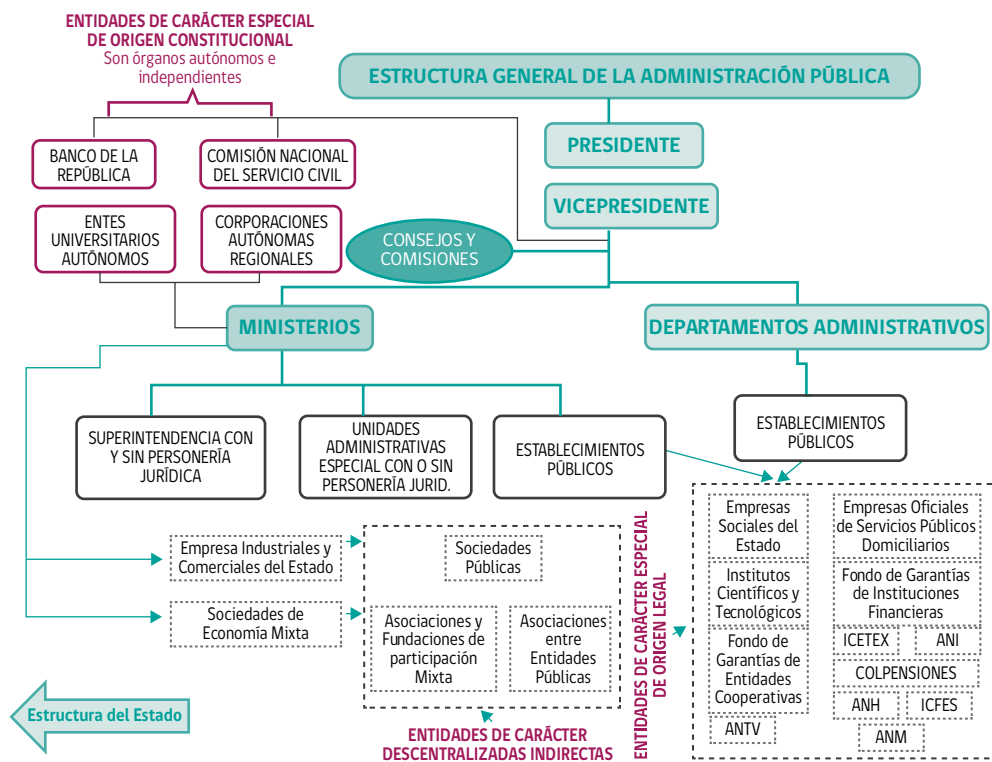 ENTIDADES DE CARÁCTER ESPECIAL
DE ORIGEN CONSTITUCIONAL
Son órganos autónomos e
independientes
ESTRUCTURA GENERAL DE LA ADMINISTRACIÓN PÚBLICA
PRESIDENTE
VICEPRESIDENTE
BANCO DE LA
REPÚBLICA
COMISIÓN NACIONAL
DEL SERVICIO CIVIL
ENTES
UNIVERSITARIOS
AUTÓNOMOS
CORPORACIONES
AUTÓNOMAS
REGIONALES
CONSEJOS Y
COMISIONES
MINISTERIOS
DEPARTAMENTOS ADMINISTRATIVOS
SUPERINTENDENCIA CON
Y SIN PERSONERÍA
JURÍDICA
UNIDADES
ADMINISTRATIVAS
ESPECIAL CON O SIN
PERSONERÍA JURID.
ESTABLECIMIENTOS
PÚBLICOS
ESTABLECIMIENTOS
PÚBLICOS
Empresa Industriales y
Comerciales del Estado
Sociedades de
Economía Mixta
Sociedades
Públicas
Asociaciones y
Fundaciones de
participación
Mixta
Asociaciones
entre
Entidades
Públicas
ENTIDADES DE CARÁCTER
DESCENTRALIZADAS INDIRECTAS
ENTIDADES DE CARÁCTER ESPECIAL
DE ORIGEN LEGAL
Empresas
Sociales del
Estado
Institutos
Científicos y
Tecnológicos
Fondo de
Garantías de
Entidades
Cooperativas
ANTV
Empresas Oficiales
de Servicios Públicos
Domiciliarios
Fondo de Garantías
de Instituciones
Financieras
ICETEX
ANI
COLPENSIONES
ANH
ICFES
ANM
Estructura del Estado